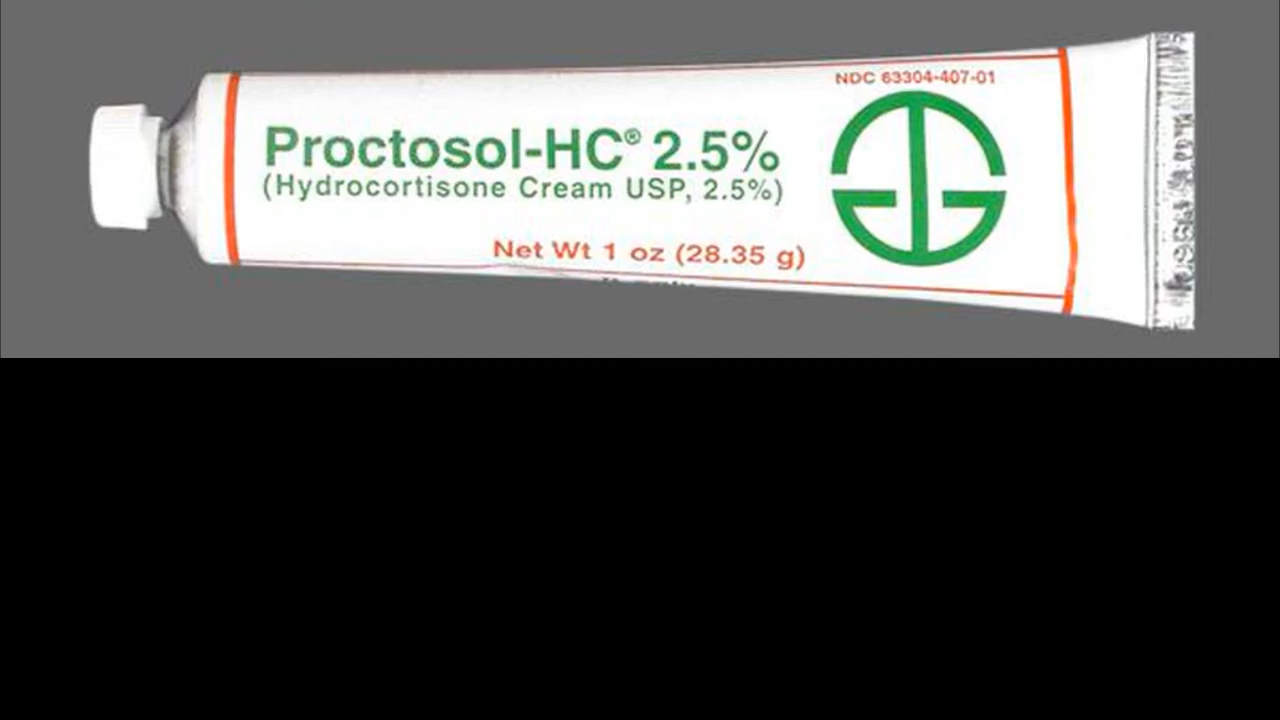 NDC 63304-407-01
Proctosol-HC® 2.5%
(Hydrocortisone Cream USP, 2.5%)
Net Wt 1 oz (28.35 g)